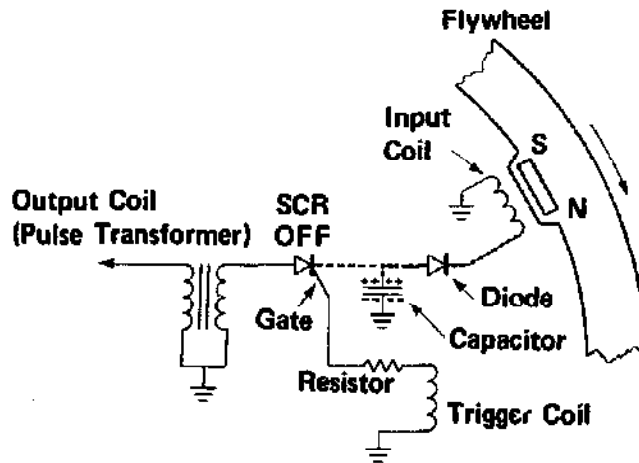 Flywheel
Input
Coil
S
N
Output Coil
(Pulse Transformer)
SCR
OFF
Gate
Diode
Capacitor
Resistor
Trigger Coil